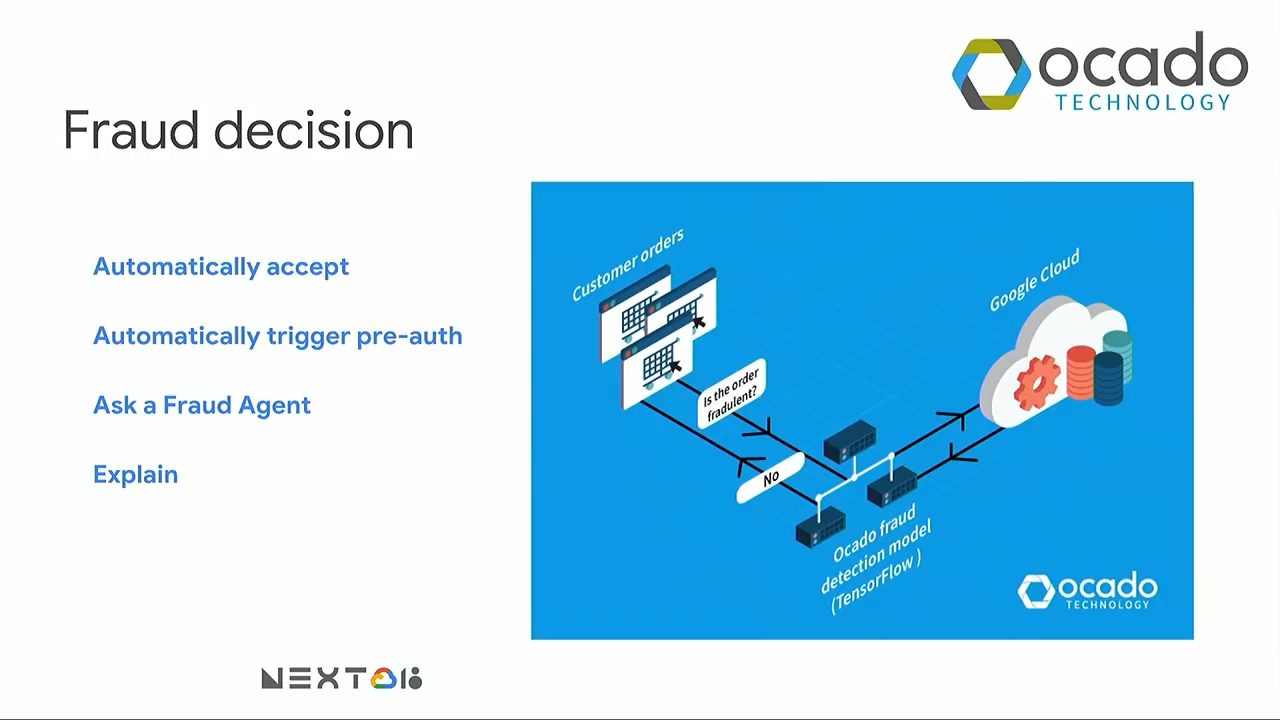 ocado
TECHNOLOGY
Fraud decision
Automatically accept
Automatically trigger pre-auth
Ask a Fraud Agent
Explain
Customer orders
Google Cloud
Is the order
fradulent?
No
Ocado fraud
detection model
(TensorFlow )
ocado
TECHNOLOGY
NEXT 18